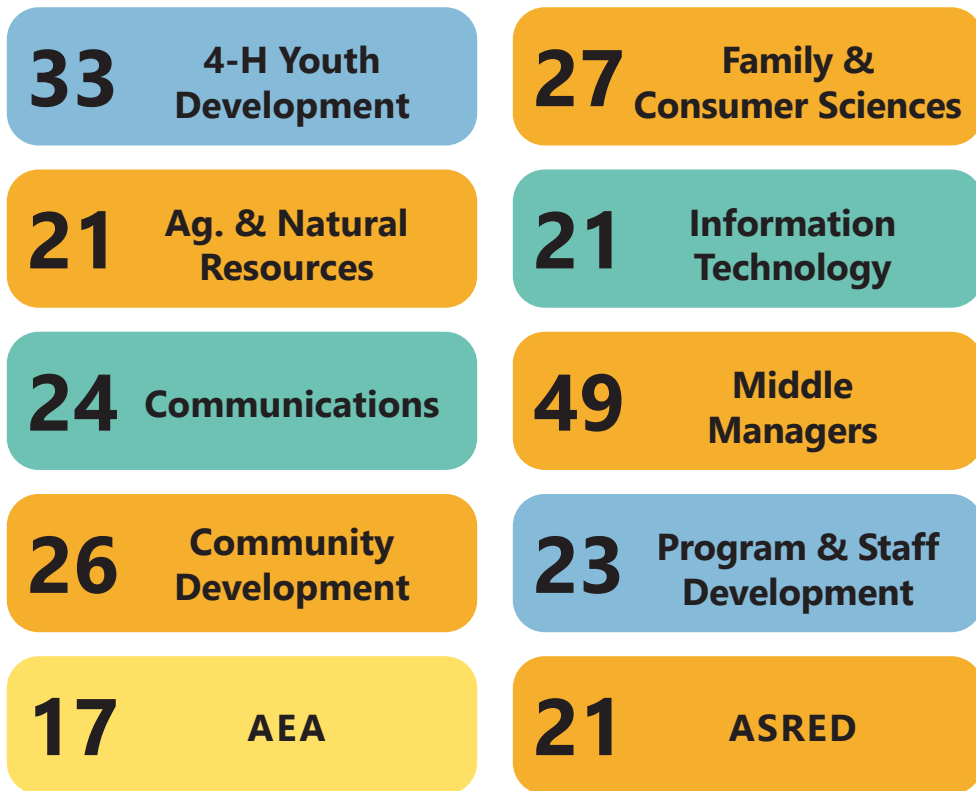 33 4-H Youth
Development
27 Family &
Consumer Sciences
21 Ag. & Natural
Resources
21 Information
Technology
24 Communications
49 Middle
Managers
26 Community
Development
23 Program & Staff
Development
17 AEA
21 ASRED